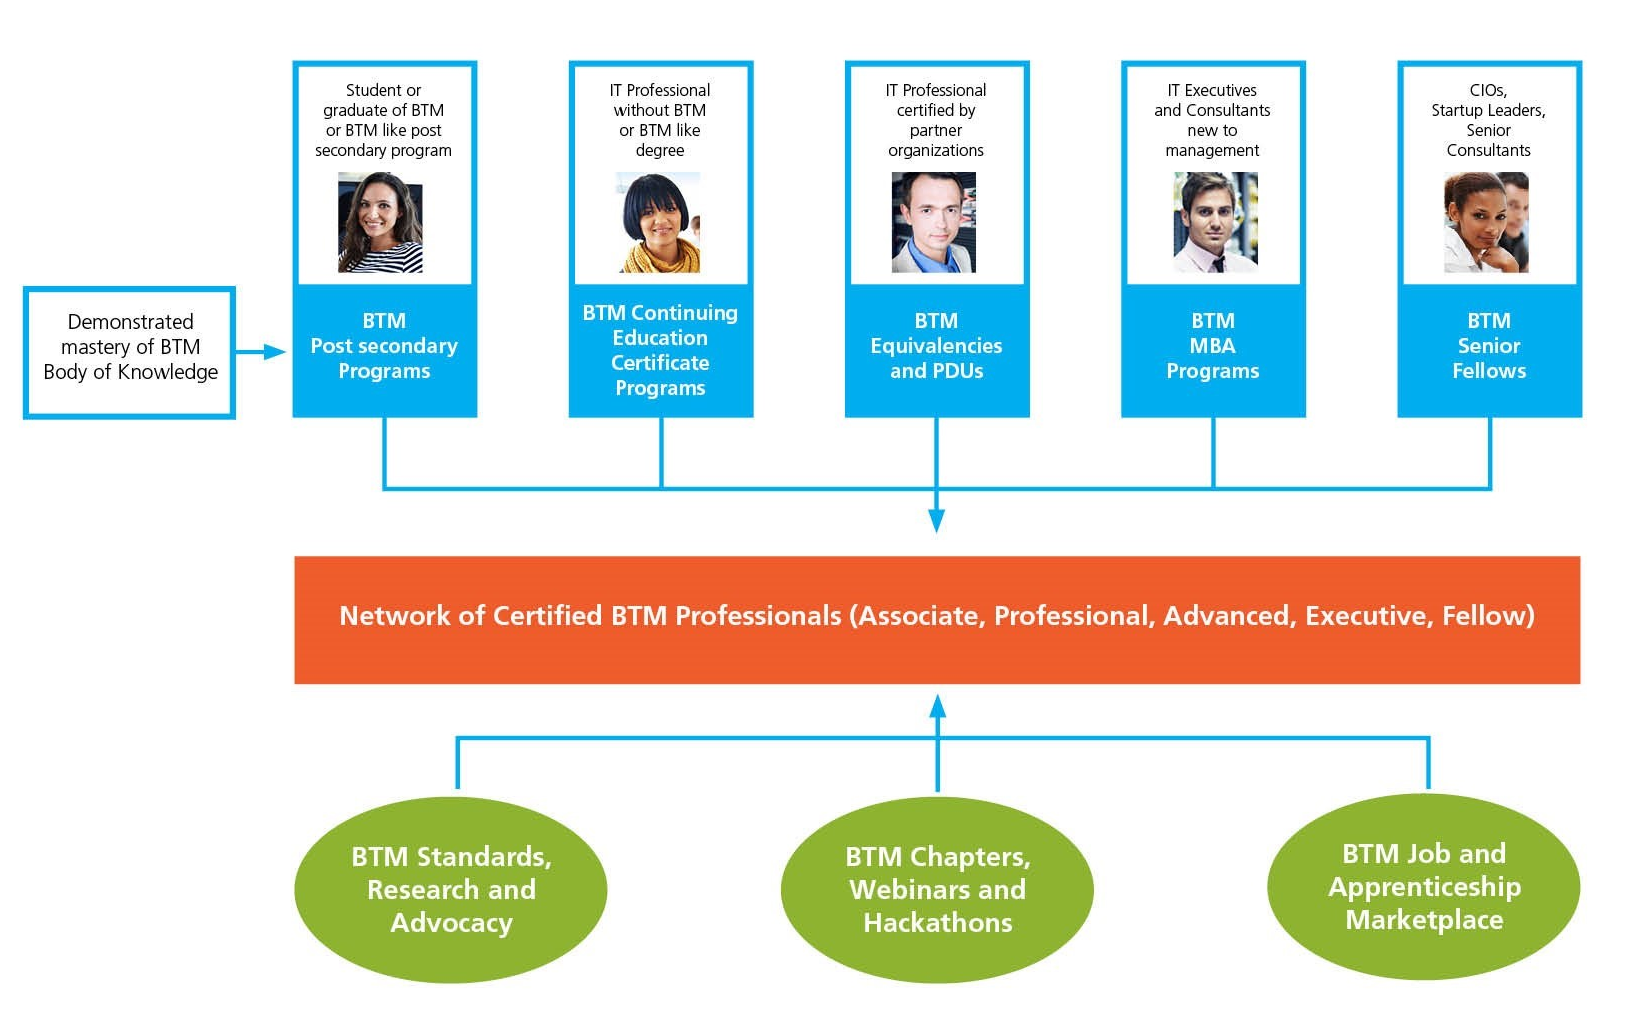 Student or
graduate of BTM
or BTM like post
secondary program
IT Professional
without BTM
or BTM like
degree
IT Professional
certified by
partner
organizations
IT Executives
and Consultants
new to
management
CIOs,
Startup Leaders,
Senior
Consultants
Demonstrated
mastery of BTM
Body of Knowledge
BTM
Post secondary
Programs
BTM Continuing
Education
Certificate
Programs
BTM
Equivalencies
and PDUs
BTM
MBA
Programs
BTM
Senior
Fellows
Network of Certified BTM Professionals (Associate, Professional, Advanced, Executive, Fellow)
BTM Standards,
Research and
Advocacy
BTM Chapters,
Webinars and
Hackathons
BTM Job and
Apprenticeship
Marketplace